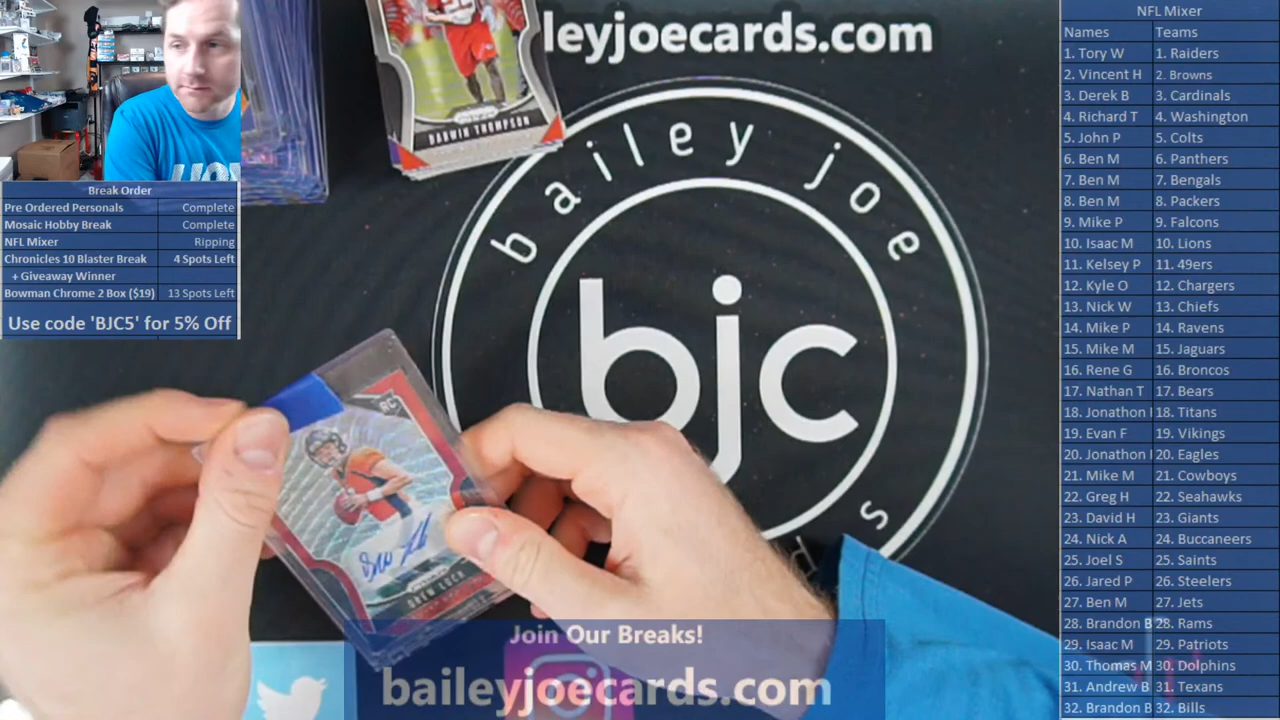 leyjoecards.com
DARWIN THOMPSON
bailey joe
bjc
s
RC
DREW LOCK
Break Order
Pre Ordered Personals Complete
Mosaic Hobby Break Complete
NFL Mixer Ripping
Chronicles 10 Blaster Break 4 Spots Left
+ Giveaway Winner
Bowman Chrome 2 Box ($19) 13 Spots Left
Use code 'BJC5' for 5% Off
Join Our Breaks!
baileyjoecards.com
NFL Mixer
Names Teams
1. Tory W 1. Raiders
2. Vincent H 2. Browns
3. Derek B 3. Cardinals
4. Richard T 4. Washington
5. John P 5. Colts
6. Ben M 6. Panthers
7. Ben M 7. Bengals
8. Ben M 8. Packers
9. Mike P 9. Falcons
10. Isaac M 10. Lions
11. Kelsey P 11. 49ers
12. Kyle O 12. Chargers
13. Nick W 13. Chiefs
14. Mike P 14. Ravens
15. Mike M 15. Jaguars
16. Rene G 16. Broncos
17. Nathan T 17. Bears
18. Jonathon 18. Titans
19. Evan F 19. Vikings
20. Jonathon 20. Eagles
21. Mike M 21. Cowboys
22. Greg H 22. Seahawks
23. David H 23. Giants
24. Nick A 24. Buccaneers
25. Joel S 25. Saints
26. Jared P 26. Steelers
27. Ben M 27. Jets
28. Brandon B 28. Rams
29. Isaac M 29. Patriots
30. Thomas M 30. Dolphins
31. Andrew B 31. Texans
32. Brandon B 32. Bills